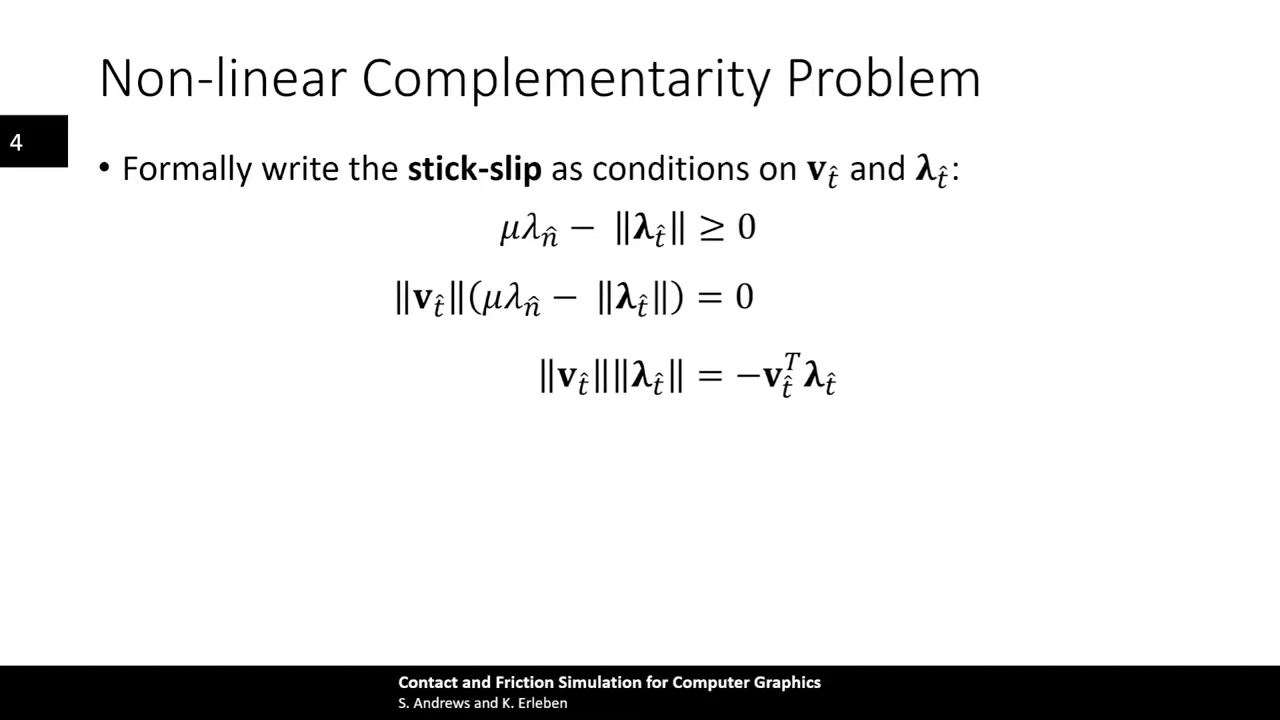 Non-linear Complementarity Problem
4
• Formally write the stick-slip as conditions on 𝐯_t̂ and 𝛌_t̂:
μλ_n̂ − ‖𝛌_t̂‖ ≥ 0
‖𝐯_t̂‖(μλ_n̂ − ‖𝛌_t̂‖) = 0
‖𝐯_t̂‖‖𝛌_t̂‖ = −𝐯_t̂^T 𝛌_t̂
Contact and Friction Simulation for Computer Graphics
S. Andrews and K. Erleben